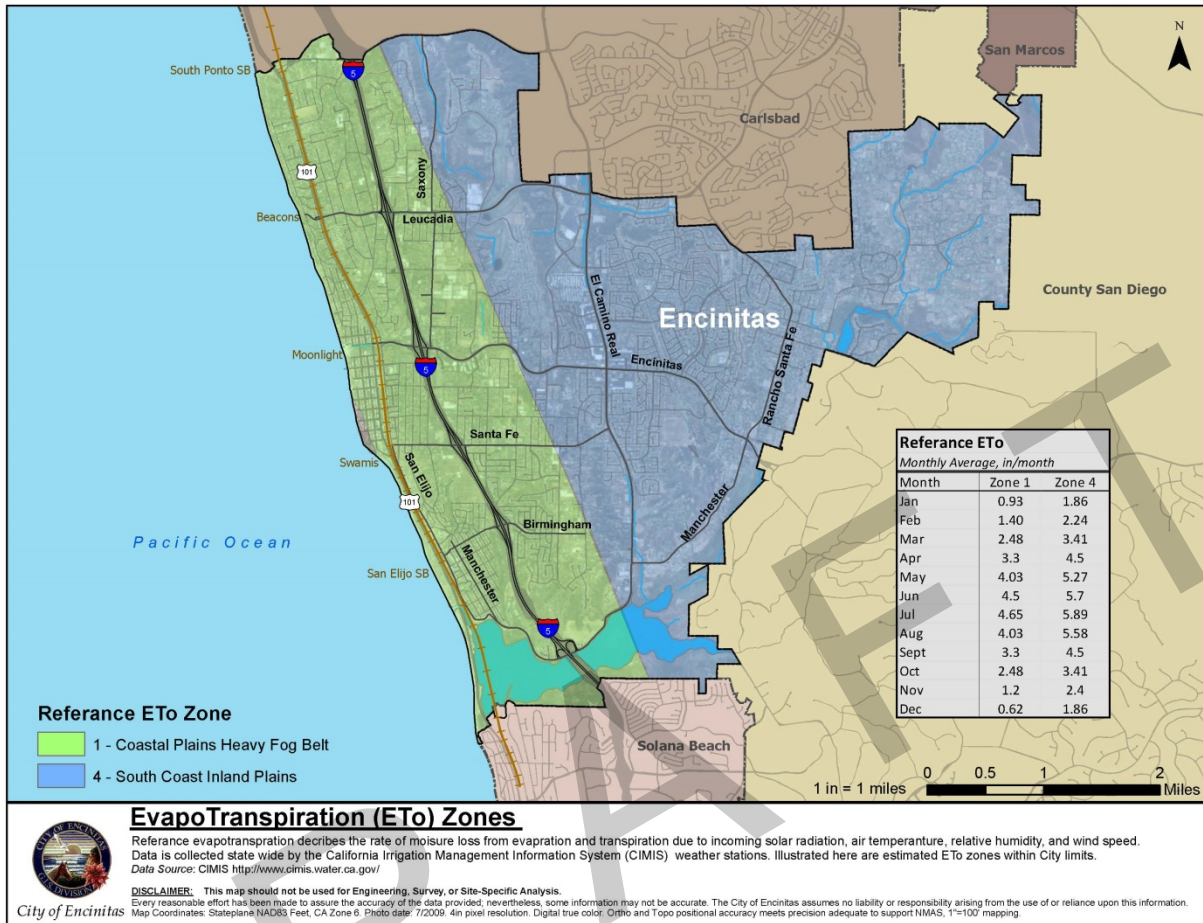 N
South Ponto SB
5
San Marcos
Carlsbad
101
Saxony
Beacons
Leucadia
County San Diego
El Camino Real
Encinitas
Rancho Santa Fe
Moonlight
5
Encinitas
Santa Fe
Swamis
San Elijo
101
Manchester
Birmingham
Pacific Ocean
San Elijo SB
Manchester
5
Solana Beach
Referance ETo
Monthly Average, in/month
Month Zone 1 Zone 4
Jan 0.93 1.86
Feb 1.40 2.24
Mar 2.48 3.41
Apr 3.3 4.5
May 4.03 5.27
Jun 4.5 5.7
Jul 4.65 5.89
Aug 4.03 5.58
Sept 3.3 4.5
Oct 2.48 3.41
Nov 1.2 2.4
Dec 0.62 1.86
Referance ETo Zone
1 - Coastal Plains Heavy Fog Belt
4 - South Coast Inland Plains
1 in = 1 miles
0 0.5 1 2
Miles
DRAFT
EvapoTranspiration (ETo) Zones
Reference evapotranspration decribes the rate of moisure loss from evapration and transpiration due to incoming solar radiation, air temperanture, relative humidity, and wind speed.
Data is collected state wide by the California Irrigation Management Information System (CIMIS) weather stations. Illustrated here are estimated ETo zones within City limits.
Data Source: CIMIS http://www.cimis.water.ca.gov/
DISCLAIMER: This map should not be used for Engineering, Survey, or Site-Specific Analysis.
Every reasonable effort has been made to assure the accuracy of the data provided; nevertheless, some information may not be accurate. The City of Encinitas assumes no liability or responsibility arising from the use of or reliance upon this information.
Map Coordinates: Stateplane NAD83 Feet, CA Zone 6. Photo date: 7/2009. 4in pixel resolution. Digital true color. Ortho and Topo positional accuracy meets precision adequate to support NMAS, 1"=100' mapping.
CITY OF ENCINITAS
G.I.S. DIVISION
City of Encinitas